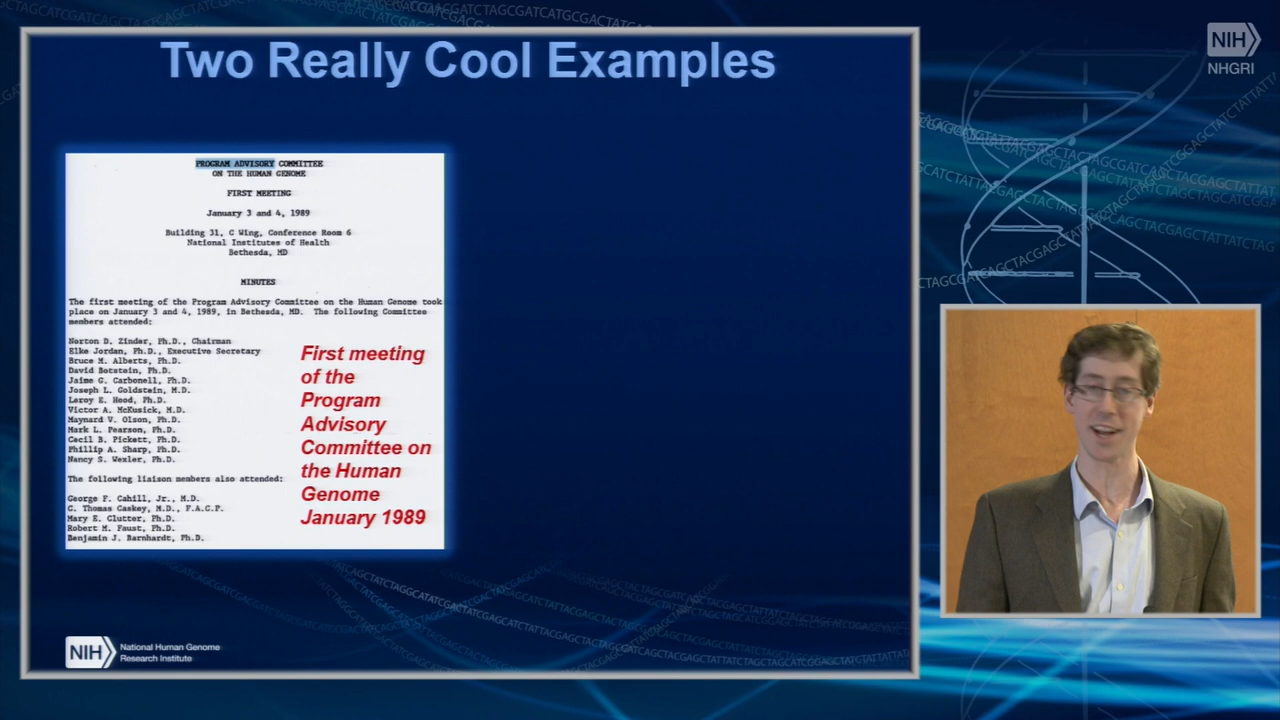 Two Really Cool Examples
PROGRAM ADVISORY COMMITTEE
ON THE HUMAN GENOME
FIRST MEETING
January 3 and 4, 1989
Building 31, C Wing, Conference Room 6
National Institutes of Health
Bethesda, MD
MINUTES
The first meeting of the Program Advisory Committee on the Human Genome took
place on January 3 and 4, 1989, in Bethesda, MD. The following Committee
members attended:
Norton D. Zinder, Ph.D., Chairman
Elke Jordan, Ph.D., Executive Secretary
Bruce M. Alberts, Ph.D.
David Botstein, Ph.D.
Jaime G. Carbonell, Ph.D.
Joseph L. Goldstein, M.D.
Leroy E. Hood, Ph.D.
Victor A. McKusick, M.D.
Maynard V. Olson, Ph.D.
Mark L. Pearson, Ph.D.
Cecil B. Pickett, Ph.D.
Phillip A. Sharp, Ph.D.
Nancy S. Wexler, Ph.D.
The following liaison members also attended:
George F. Cahill, Jr., M.D.
C. Thomas Caskey, M.D., F.A.C.P.
Mary E. Clutter, Ph.D.
Robert M. Faust, Ph.D.
Benjamin J. Barnhardt, Ph.D.
First meeting
of the
Program
Advisory
Committee on
the Human
Genome
January 1989
NIH
National Human Genome
Research Institute
NIH
NHGRI